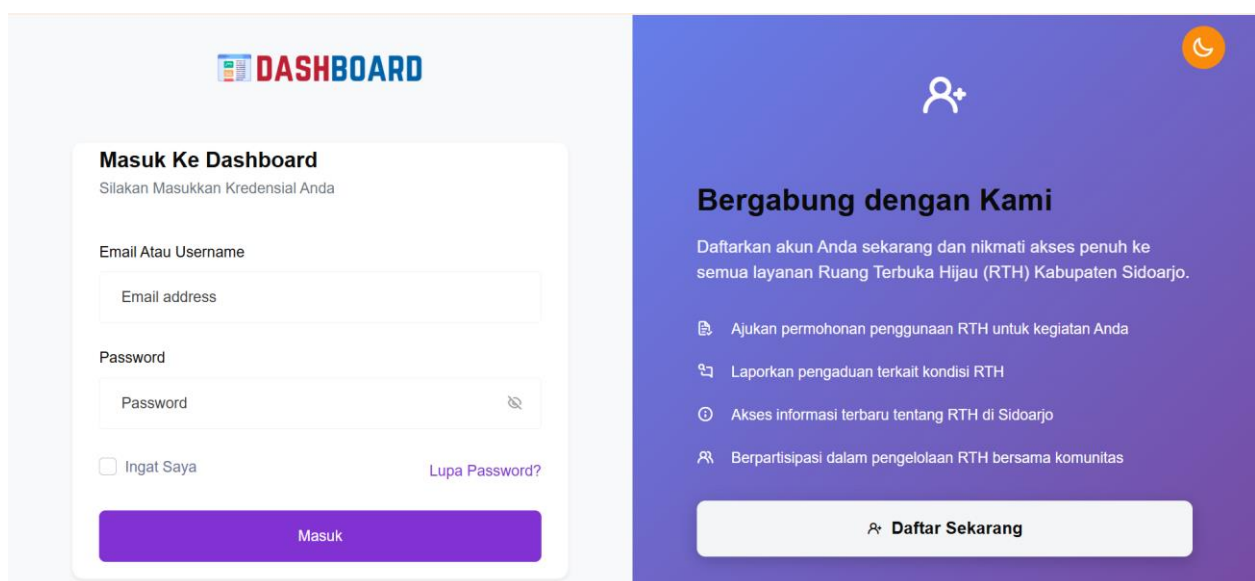 DASHBOARD
Masuk Ke Dashboard
Silakan Masukkan Kredensial Anda
Email Atau Username
Email address
Password
Password
Ingat Saya
Lupa Password?
Masuk
Bergabung dengan Kami
Daftarkan akun Anda sekarang dan nikmati akses penuh ke
semua layanan Ruang Terbuka Hijau (RTH) Kabupaten Sidoarjo.
Ajukan permohonan penggunaan RTH untuk kegiatan Anda
Laporkan pengaduan terkait kondisi RTH
Akses informasi terbaru tentang RTH di Sidoarjo
Berpartisipasi dalam pengelolaan RTH bersama komunitas
Daftar Sekarang